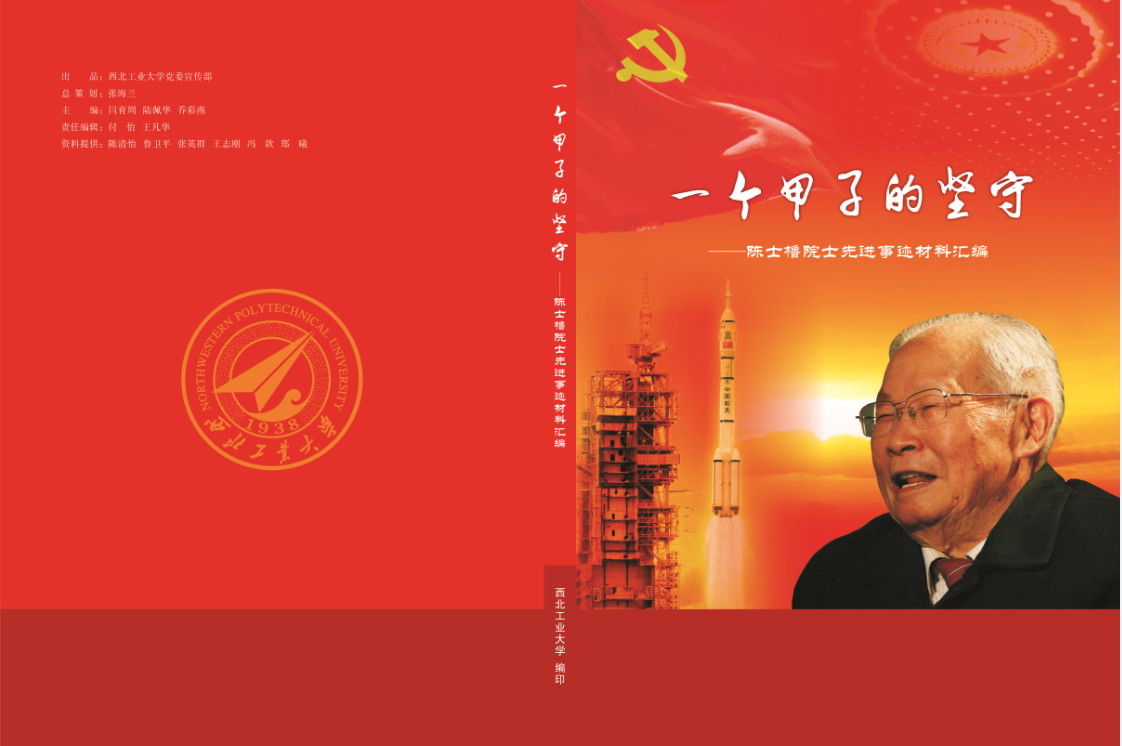 出　　品：西北工业大学党委宣传部
总 策 划：张海兰
主　　编：闫育周 陆佩华 乔彩燕
责任编辑：付 怡 王凡华
资料提供：陈清怡 鲁卫平 张英群 王志刚 冯 歆 郑 曦
NORTHWESTERN POLYTECHNICAL UNIVERSITY
1938
西北工业大学
一个甲子的坚守
——陈士橹院士先进事迹材料汇编
西北工业大学 编印
一个甲子的坚守
——陈士橹院士先进事迹材料汇编
中国航天